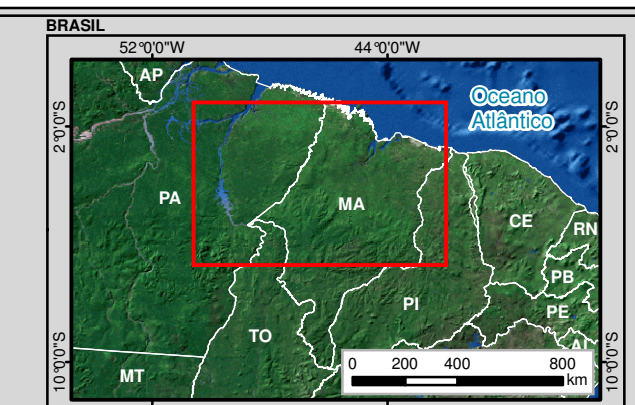 BRASIL
52°0'0"W 44°0'0"W
AP
Oceano
Atlântico
2°0'0"S 2°0'0"S
PA
MA
CE
RN
PB
PI
PE
TO
AL
MT
10°0'0"S 10°0'0"S
0 200 400 800
km